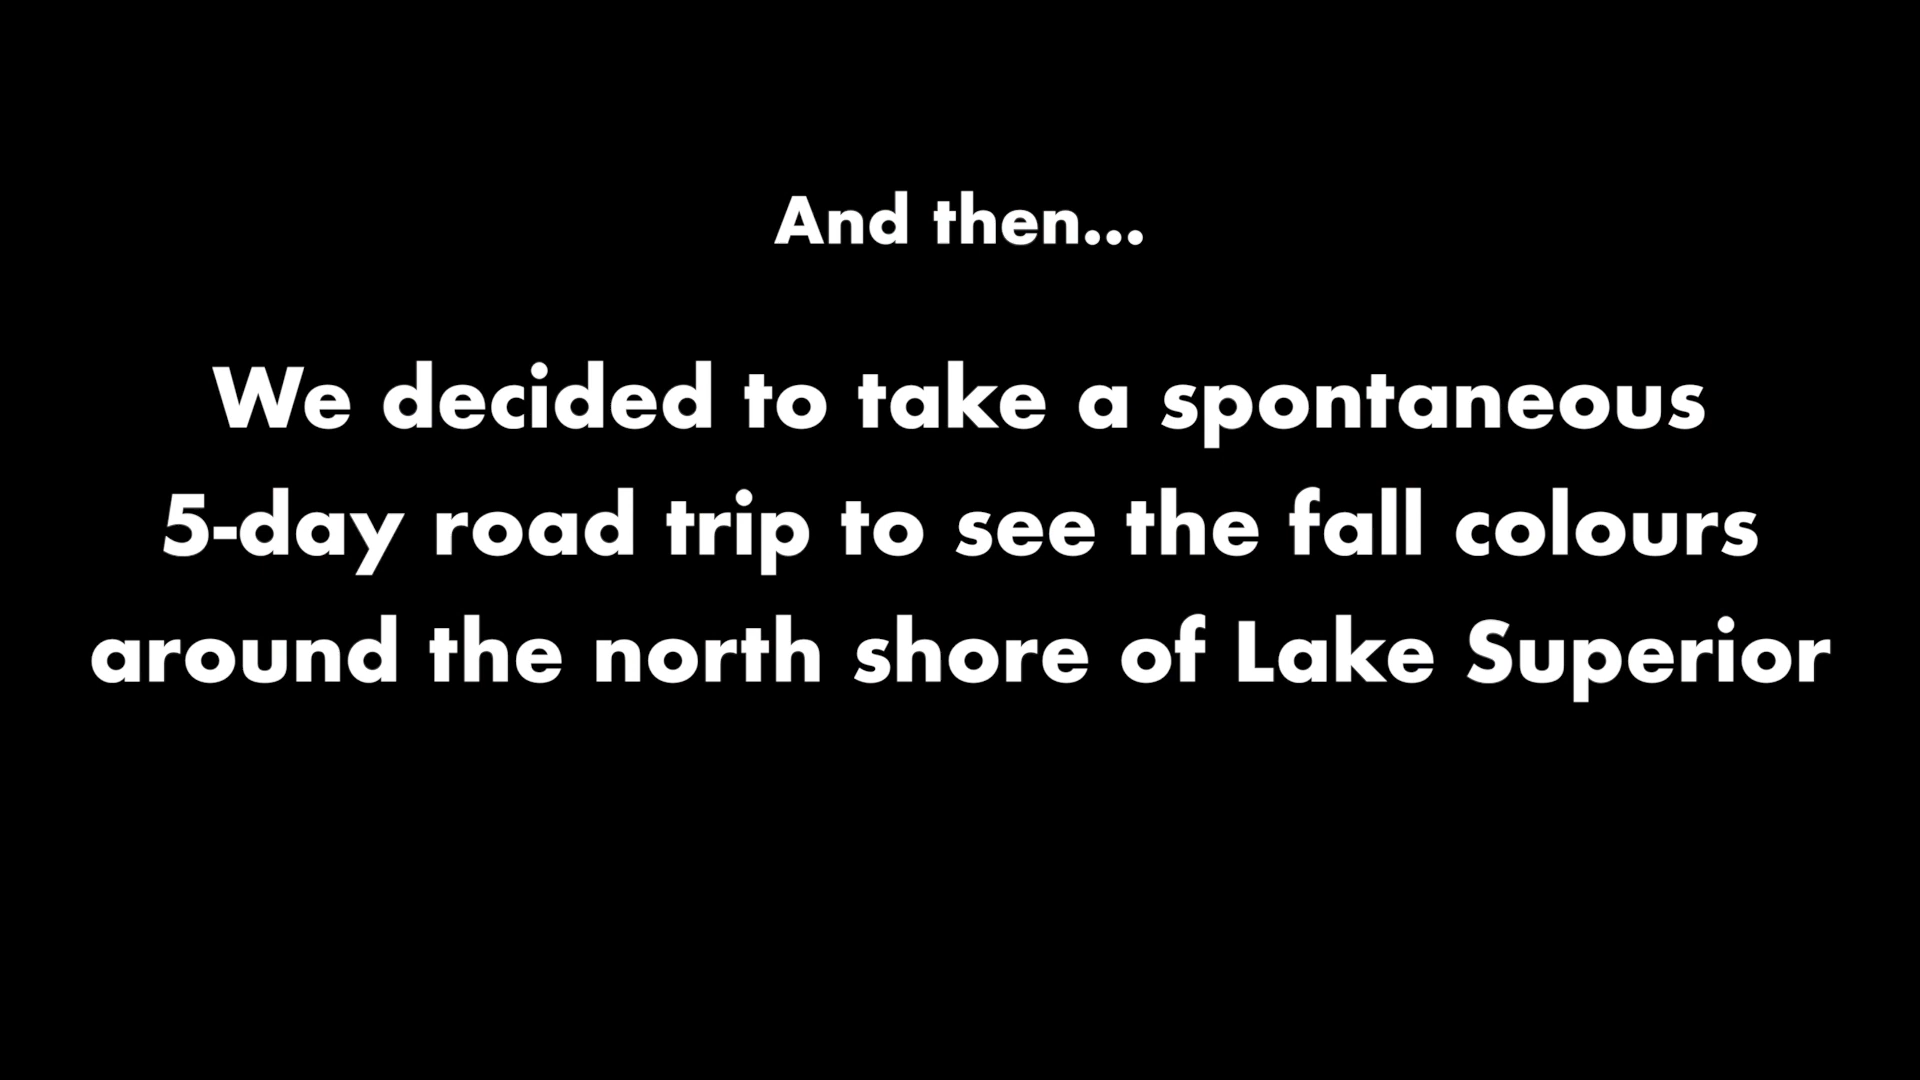 And then...
We decided to take a spontaneous
5-day road trip to see the fall colours
around the north shore of Lake Superior